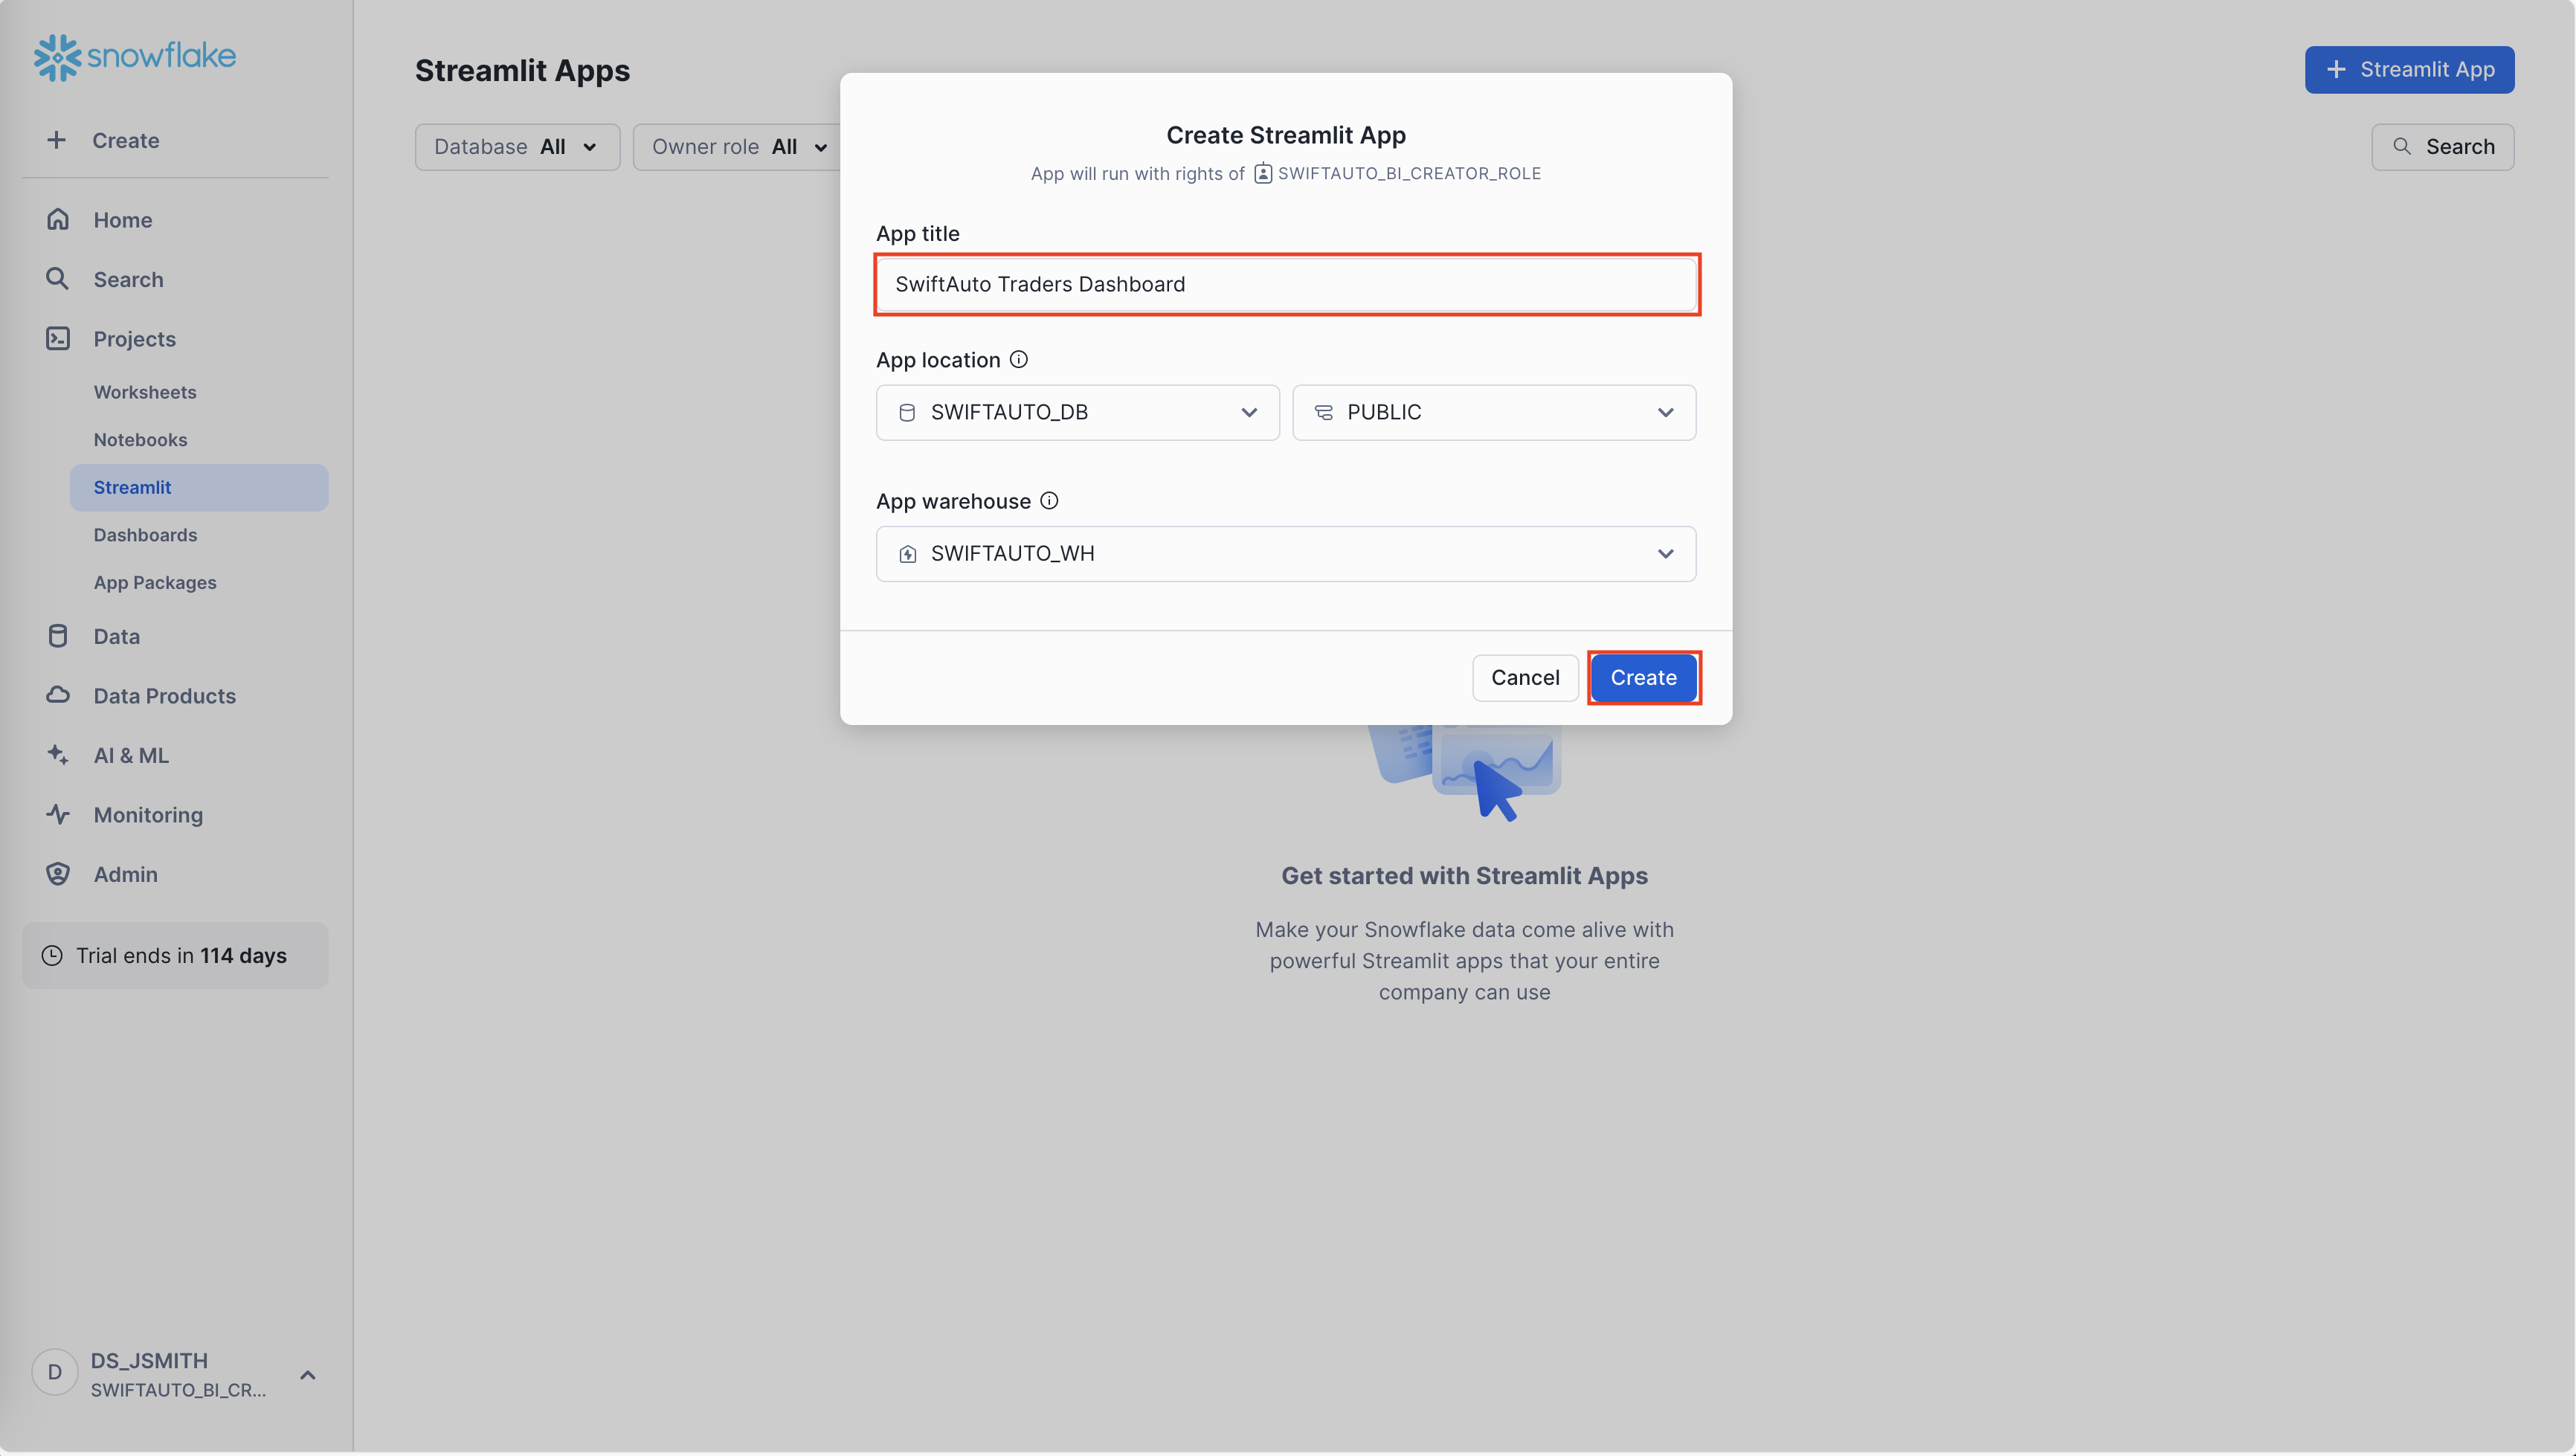 snowflake
Create
Home
Search
Projects
Worksheets
Notebooks
Streamlit
Dashboards
App Packages
Data
Data Products
AI & ML
Monitoring
Admin
Trial ends in 114 days
D
DS_JSMITH
SWIFTAUTO_BI_CR...
Streamlit Apps
Streamlit App
Database All
Owner role All
Search
Create Streamlit App
App will run with rights of SWIFTAUTO_BI_CREATOR_ROLE
App title
SwiftAuto Traders Dashboard
App location
SWIFTAUTO_DB
PUBLIC
App warehouse
SWIFTAUTO_WH
Cancel
Create
Get started with Streamlit Apps
Make your Snowflake data come alive with
powerful Streamlit apps that your entire
company can use